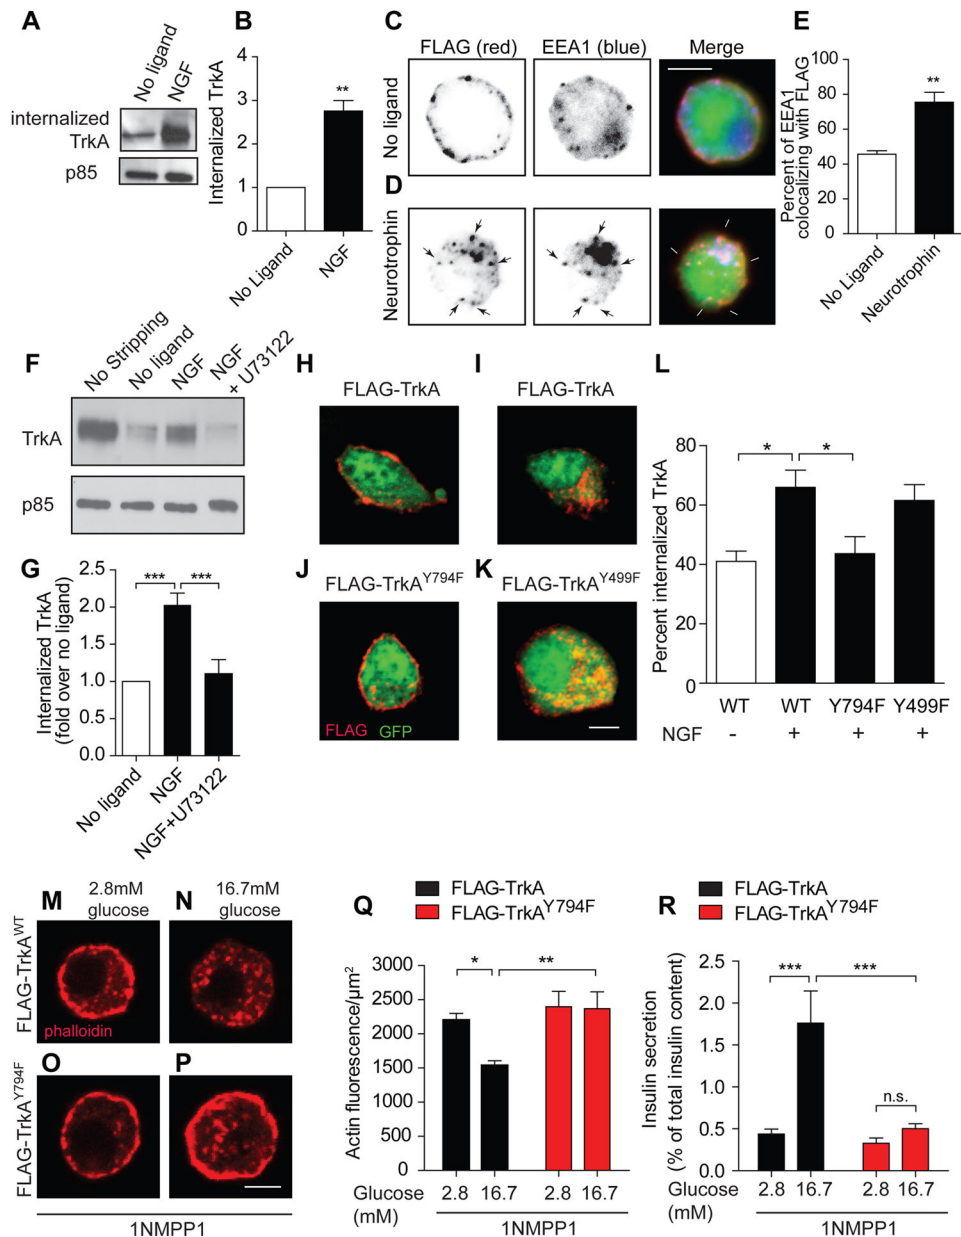 A
No ligand
NGF
internalized
TrkA
p85
B
Internalized TrkA
4
3
2
1
0
No Ligand
NGF
**
C
FLAG (red)
EEA1 (blue)
Merge
No ligand
D
Neurotrophin
E
Percent of EEA1
colocalizing with FLAG
100
80
60
40
20
0
**
No Ligand
Neurotrophin
F
No Stripping
No ligand
NGF
NGF
+ U73122
TrkA
p85
G
Internalized TrkA
(fold over no ligand)
2.5
2.0
1.5
1.0
0.5
0.0
***
***
No ligand
NGF
NGF+U73122
H
FLAG-TrkA
I
FLAG-TrkA
J
FLAG-TrkA^Y794F
FLAG
GFP
K
FLAG-TrkA^Y499F
L
Percent internalized TrkA
80
60
40
20
0
*
*
WT
WT
Y794F
Y499F
NGF
-
+
+
+
M
2.8mM
glucose
N
16.7mM
glucose
FLAG-TrkA^WT
phalloidin
O
P
FLAG-TrkA^Y794F
1NMPP1
Q
FLAG-TrkA
FLAG-TrkA^Y794F
Actin fluorescence/µm²
3000
2500
2000
1500
1000
500
0
*
**
Glucose
(mM)
2.8
16.7
2.8
16.7
1NMPP1
R
FLAG-TrkA
FLAG-TrkA^Y794F
Insulin secretion
(% of total insulin content)
2.5
2.0
1.5
1.0
0.5
0.0
***
***
n.s.
Glucose
(mM)
2.8
16.7
2.8
16.7
1NMPP1